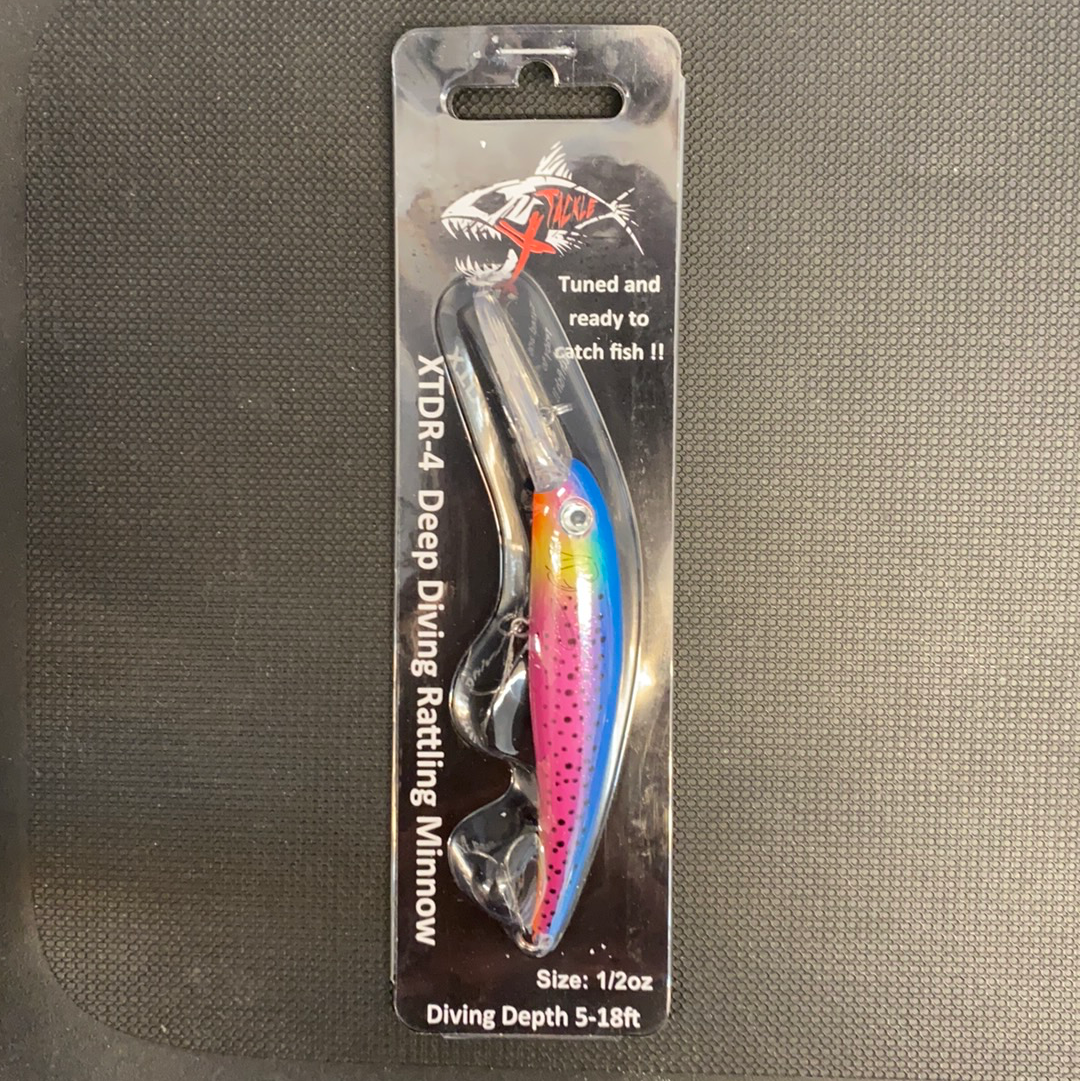 X TACKLE
Tuned and
ready to
catch fish !!
XTDR-4 Deep Diving Rattling Minnow
Size: 1/2oz
Diving Depth 5-18ft